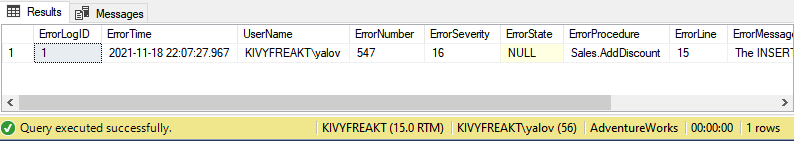 Results Messages
ErrorLogID ErrorTime UserName ErrorNumber ErrorSeverity ErrorState ErrorProcedure ErrorLine ErrorMessage
1 1 2021-11-18 22:07:27.967 KIVYFREAKT\yalov 547 16 NULL Sales.AddDiscount 15 The INSERT
Query executed successfully. KIVYFREAKT (15.0 RTM) KIVYFREAKT\yalov (56) AdventureWorks 00:00:00 1 rows